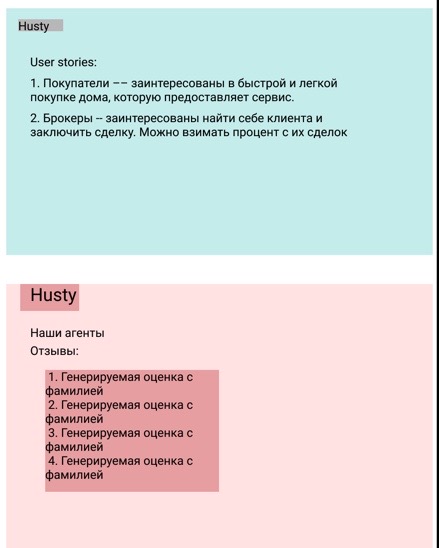 Husty
User stories:
1. Покупатели –– заинтересованы в быстрой и легкой
покупке дома, которую предоставляет сервис.
2. Брокеры – заинтересованы найти себе клиента и
заключить сделку. Можно взимать процент с их сделок
Husty
Наши агенты
Отзывы:
1. Генерируемая оценка с
фамилией
2. Генерируемая оценка с
фамилией
3. Генерируемая оценка с
фамилией
4. Генерируемая оценка с
фамилией